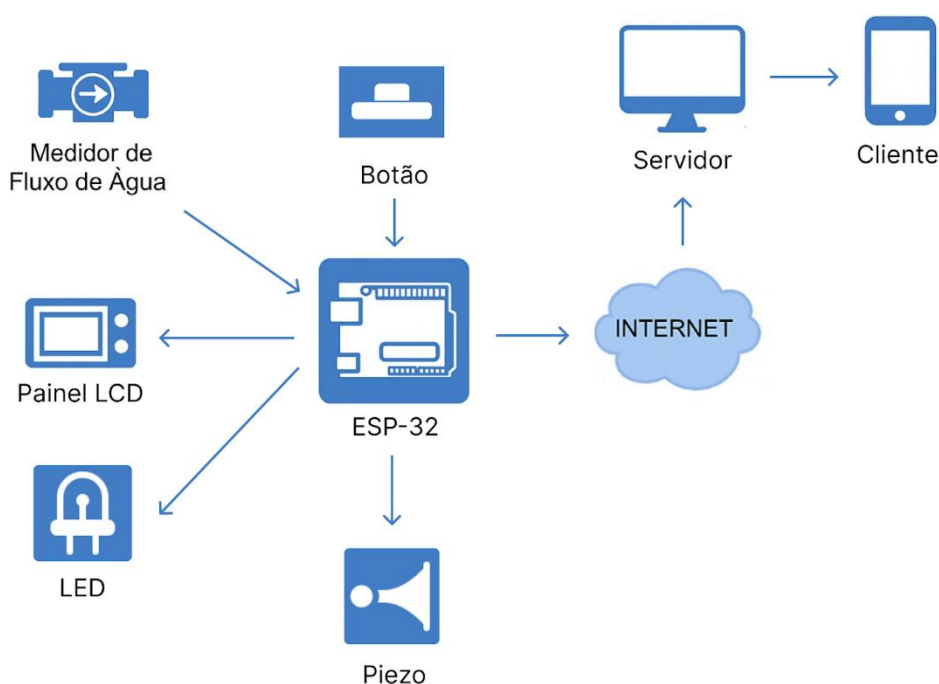 Medidor de
Fluxo de Àgua
Botão
Servidor
Cliente
Painel LCD
ESP-32
INTERNET
LED
Piezo